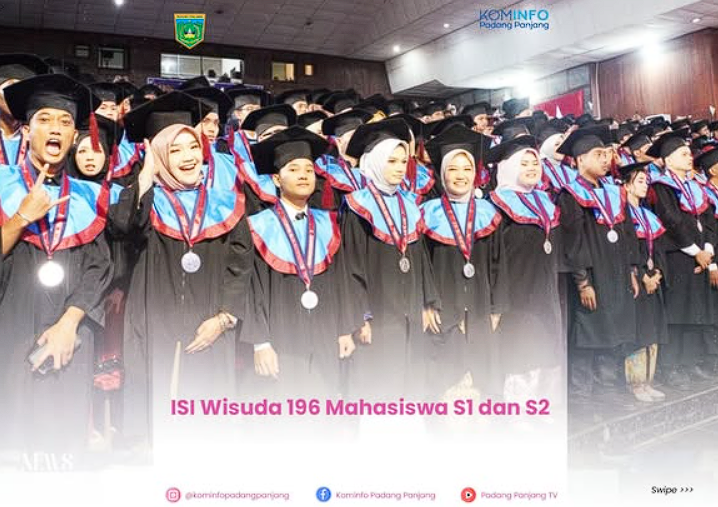 KOMINFO
Padang Panjang
ISI Wisuda 196 Mahasiswa S1 dan S2
@kominfopadangpanjang
Kominfo Padang Panjang
Padang Panjang TV
Swipe >>>